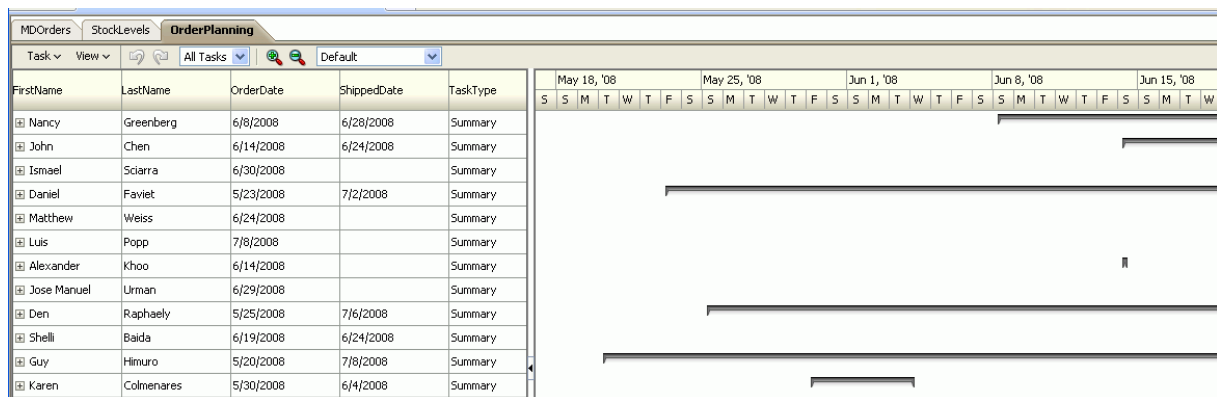 MDOrders StockLevels OrderPlanning
Task View All Tasks Default
FirstName LastName OrderDate ShippedDate TaskType
May 18, '08 May 25, '08 Jun 1, '08 Jun 8, '08 Jun 15, '08
S S M T W T F S S M T W T F S S M T W T F S S M T W T F S S M T W
Nancy Greenberg 6/8/2008 6/28/2008 Summary
John Chen 6/14/2008 6/24/2008 Summary
Ismael Sciarra 6/30/2008 Summary
Daniel Faviet 5/23/2008 7/2/2008 Summary
Matthew Weiss 6/24/2008 Summary
Luis Popp 7/8/2008 Summary
Alexander Khoo 6/14/2008 Summary
Jose Manuel Urman 6/29/2008 Summary
Den Raphaely 5/25/2008 7/6/2008 Summary
Shelli Baida 6/19/2008 6/24/2008 Summary
Guy Himuro 5/20/2008 7/8/2008 Summary
Karen Colmenares 5/30/2008 6/4/2008 Summary